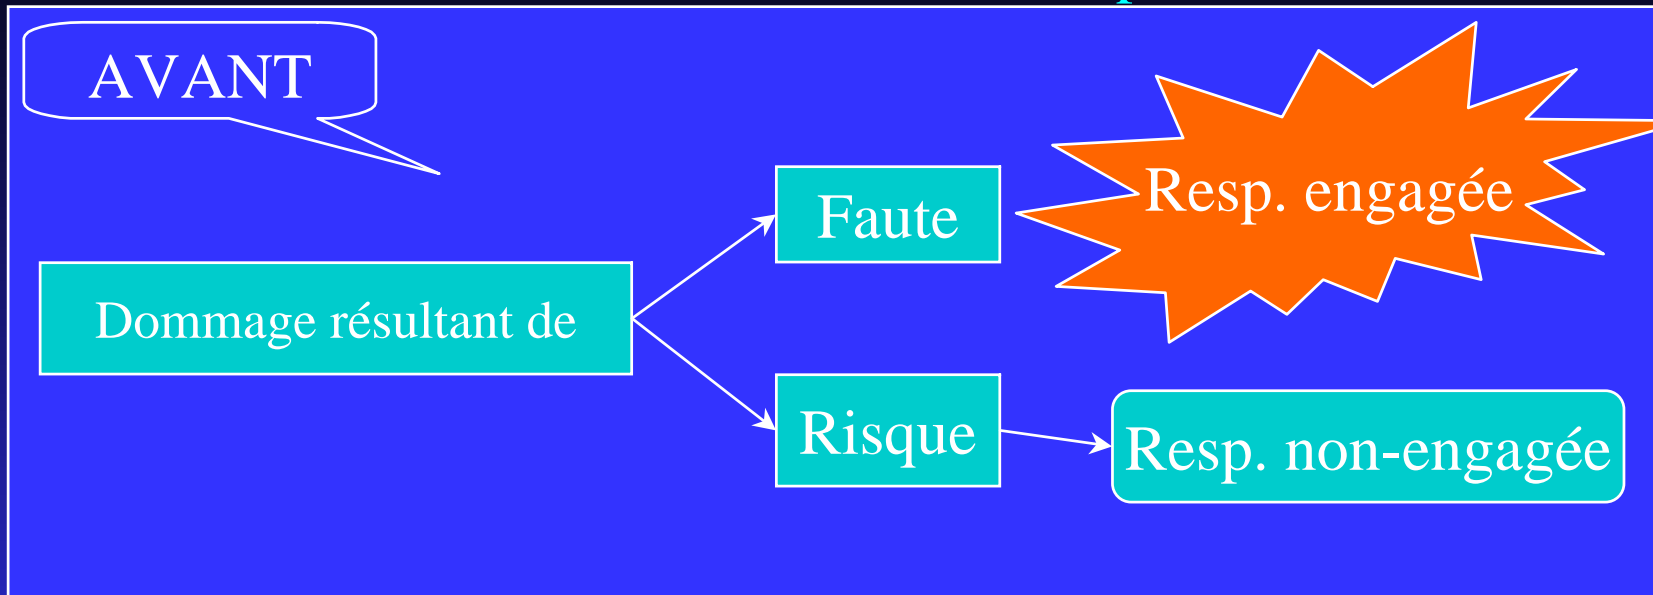 AVANT
Faute
Resp. engagée
Dommage résultant de
Risque
Resp. non-engagée